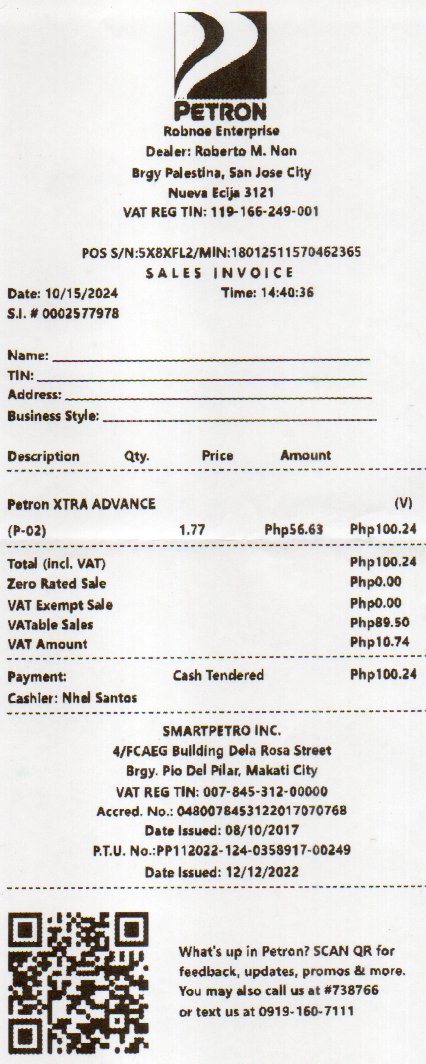 PETRON
Robnoe Enterprise
Dealer: Roberto M. Non
Brgy Palestina, San Jose City
Nueva Ecija 3121
VAT REG TIN: 119-166-249-001
POS S/N:5X8XFL2/MIN:18012511570462365
SALES INVOICE
Date: 10/15/2024 Time: 14:40:36
S.I. # 0002577978
Name:
TIN:
Address:
Business Style:
Description Qty. Price Amount
Petron XTRA ADVANCE (V)
(P-02) 1.77 Php56.63 Php100.24
Total (incl. VAT) Php100.24
Zero Rated Sale Php0.00
VAT Exempt Sale Php0.00
VATable Sales Php89.50
VAT Amount Php10.74
Payment: Cash Tendered Php100.24
Cashier: Nhel Santos
SMARTPETRO INC.
4/FCAEG Building Dela Rosa Street
Brgy. Pio Del Pilar, Makati City
VAT REG TIN: 007-845-312-00000
Accred. No.: 0480078453122017070768
Date Issued: 08/10/2017
P.T.U. No.:PP112022-124-0358917-00249
Date Issued: 12/12/2022
What's up in Petron? SCAN QR for
feedback, updates, promos & more.
You may also call us at #738766
or text us at 0919-160-7111